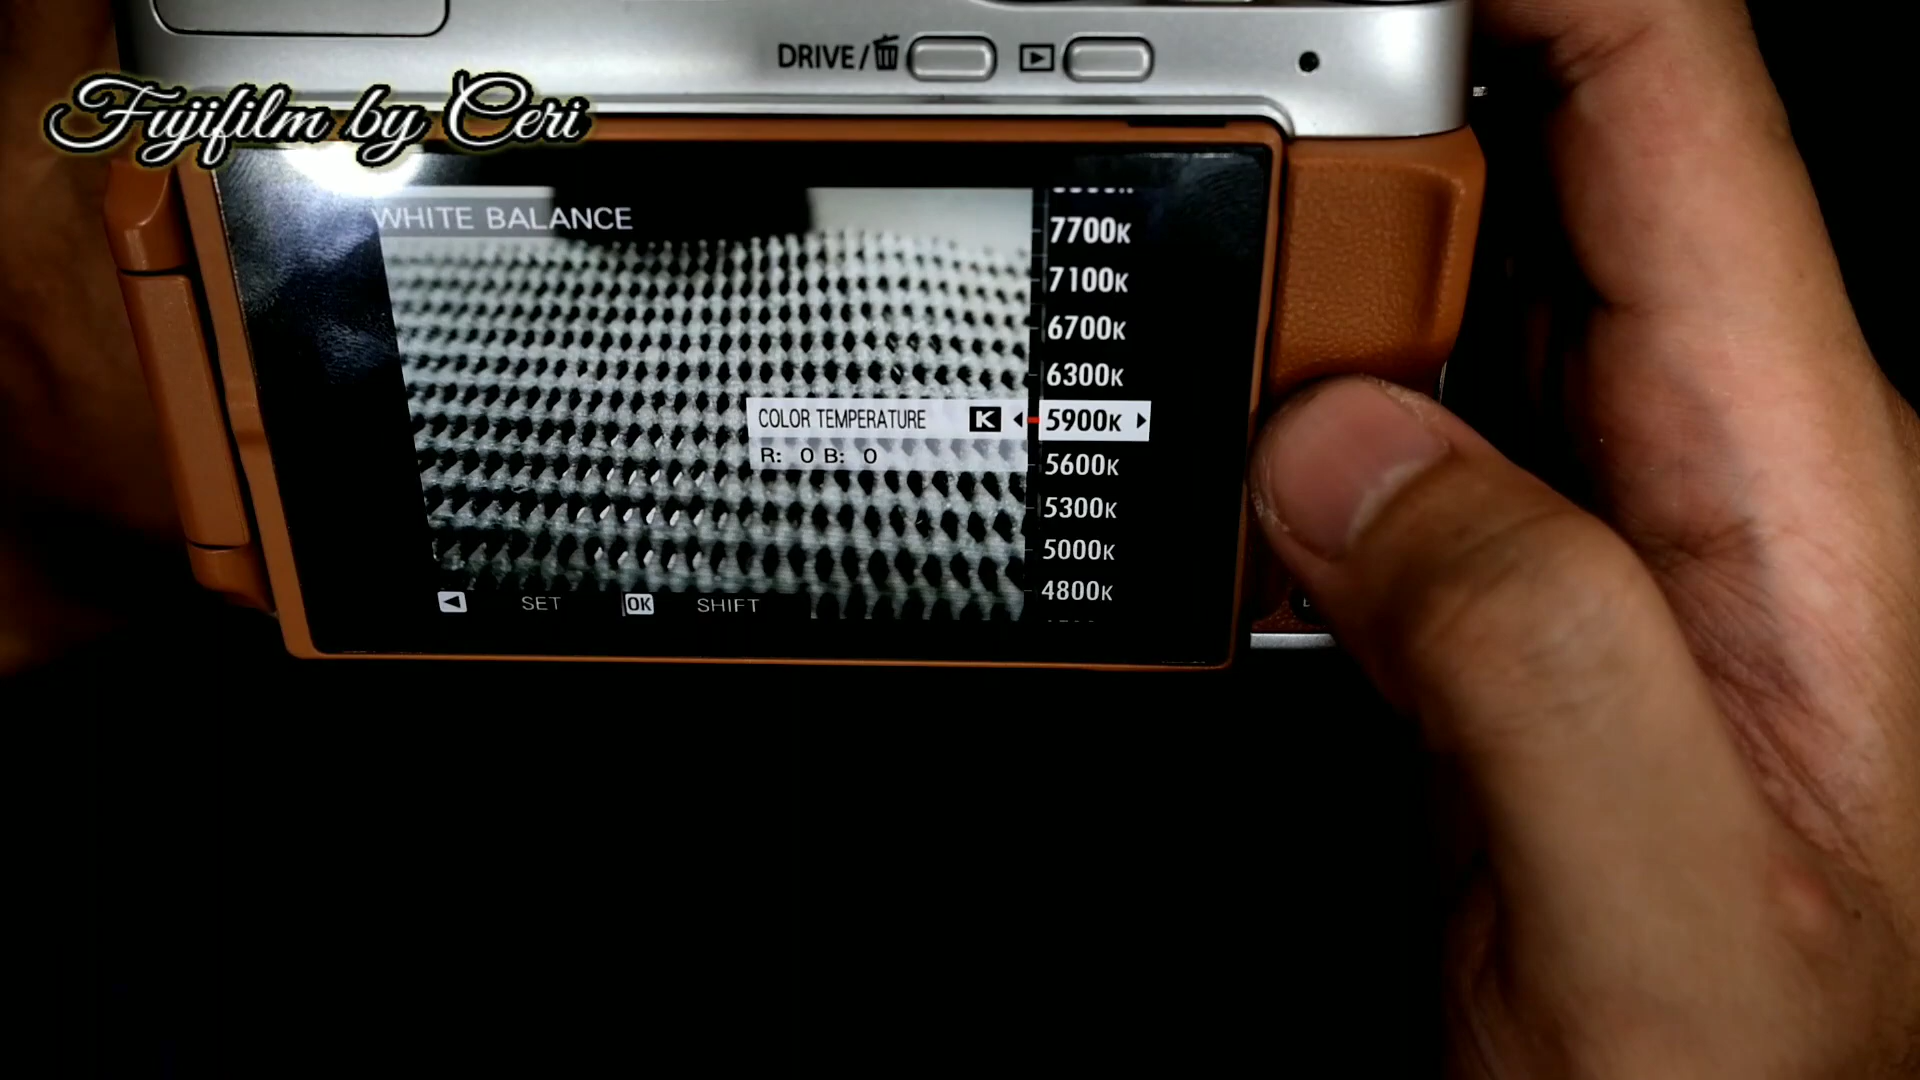 DRIVE/
Fujifilm by Ceri
WHITE BALANCE
7700K
7100K
6700K
6300K
COLOR TEMPERATURE K 5900K
R: 0 B: 0
5600K
5300K
5000K
4800K
SET OK SHIFT